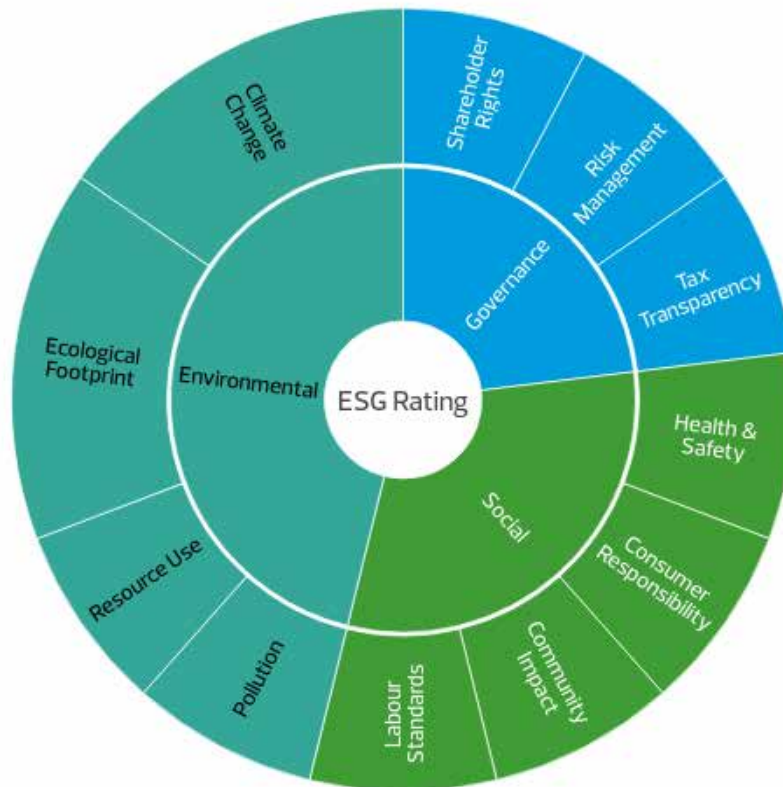 ESG Rating
Governance
Social
Environmental
Shareholder
Rights
Risk
Management
Tax
Transparency
Health &
Safety
Consumer
Responsibility
Community
Impact
Labour
Standards
Pollution
Resource Use
Ecological
Footprint
Climate
Change